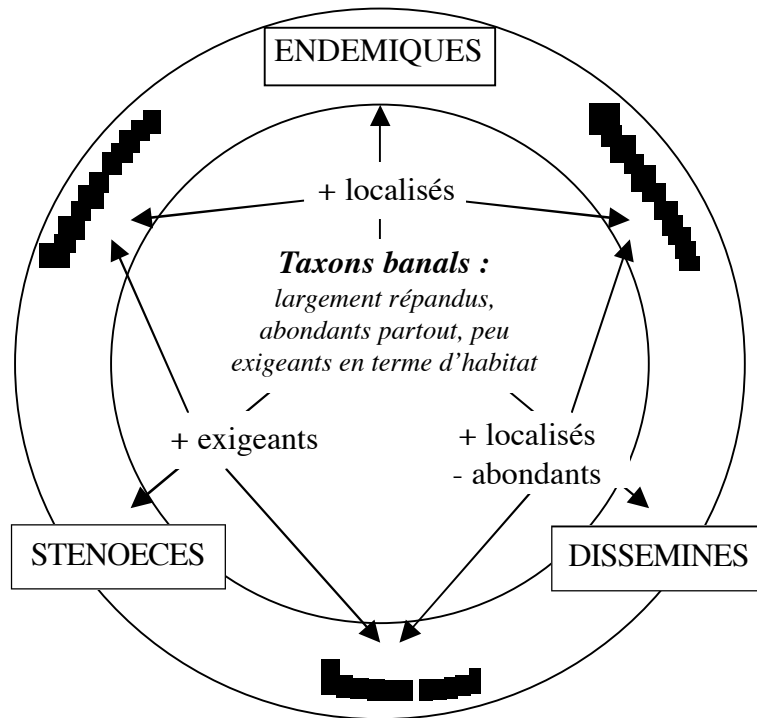 ENDEMIQUES
+ localisés
Taxons banals :
largement répandus,
abondants partout, peu
exigeants en terme d’habitat
+ exigeants
+ localisés
- abondants
STENOECES
DISSEMINES